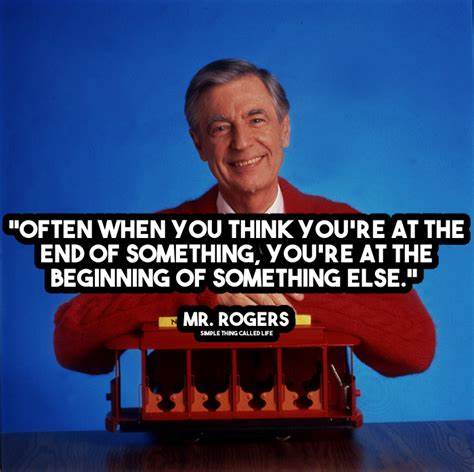 "OFTEN WHEN YOU THINK YOU'RE AT THE
END OF SOMETHING, YOU'RE AT THE
BEGINNING OF SOMETHING ELSE."
MR. ROGERS
SIMPLE THING CALLED LIFE